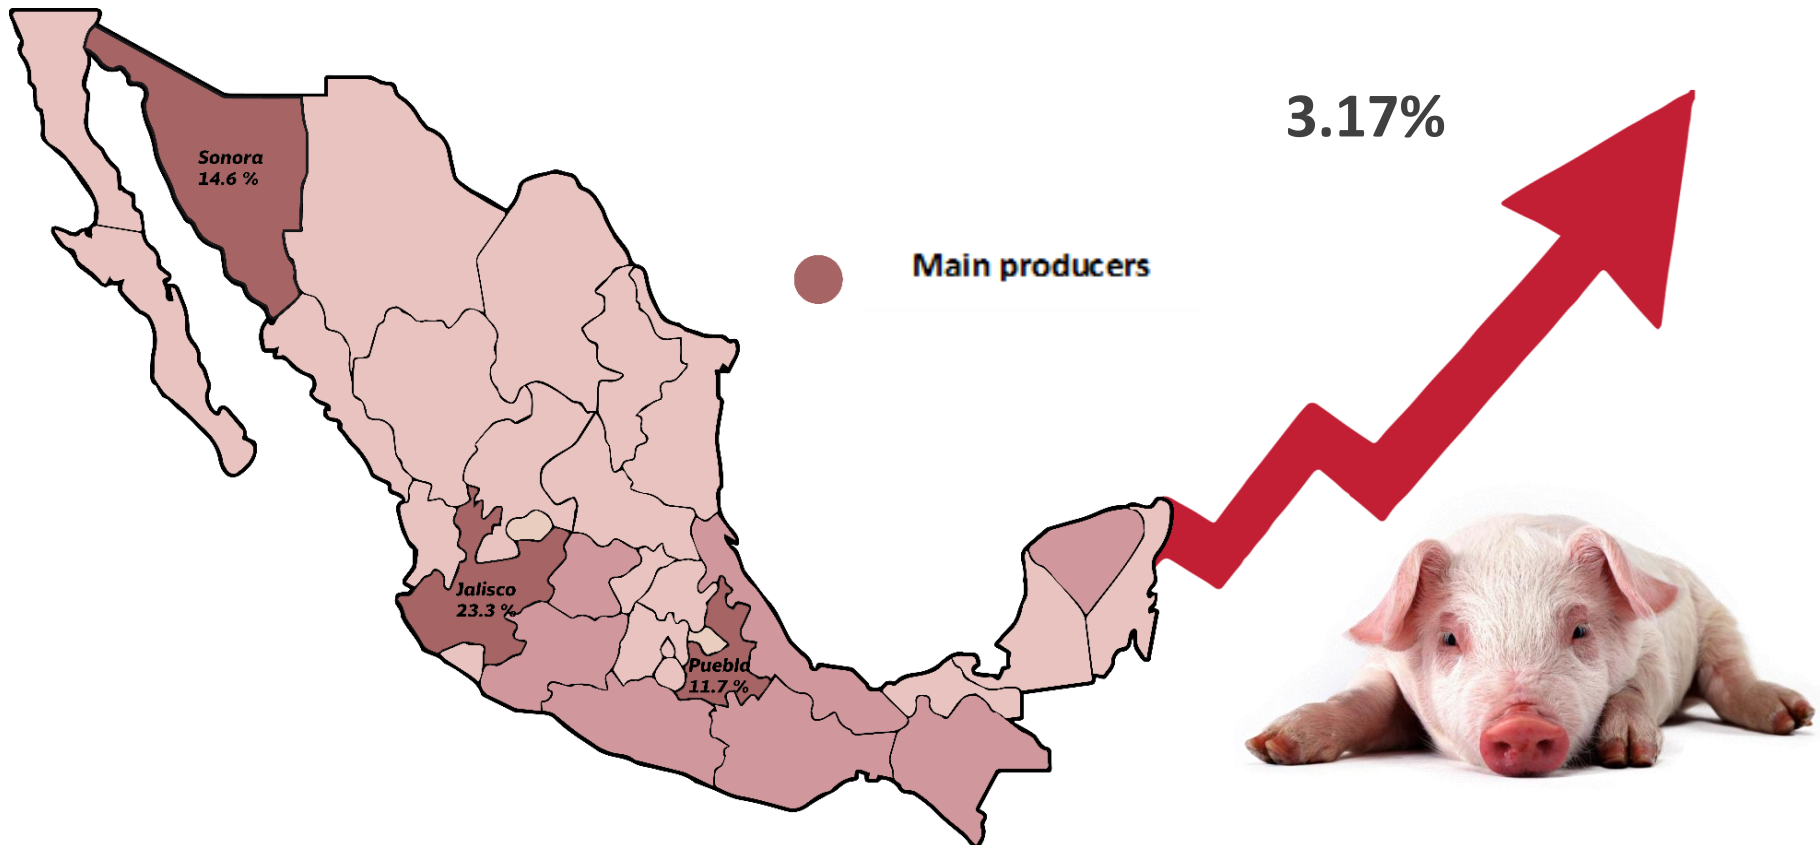 3.17%
Sonora
14.6 %
Main producers
Jalisco
23.3 %
Puebla
11.7 %